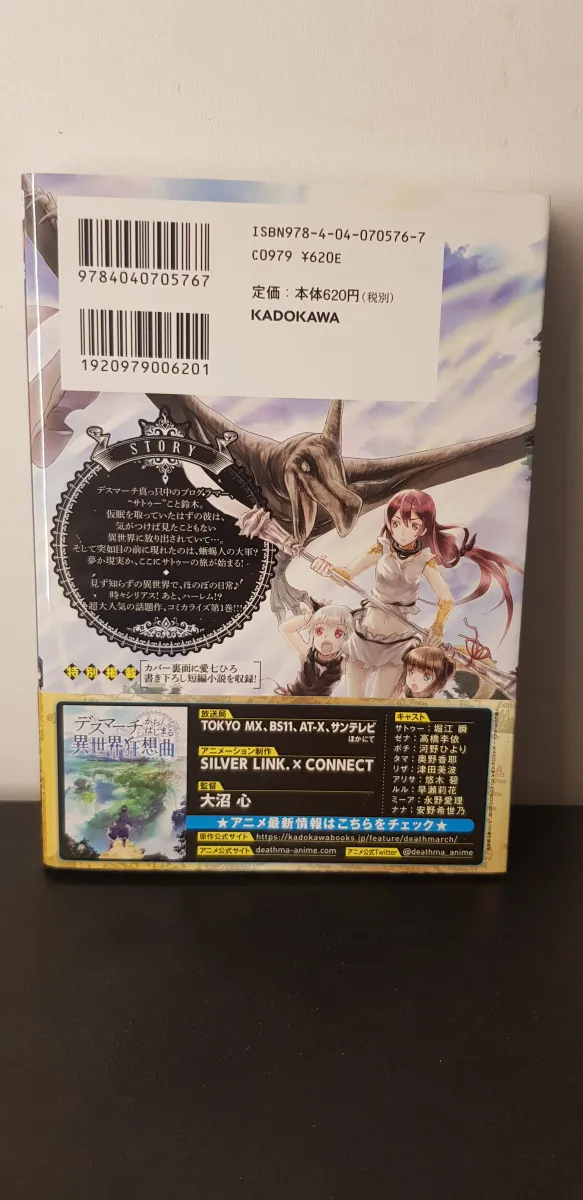 ISBN978-4-04-070576-7
C0979 ¥620E
定価：本体620円(税別)
KADOKAWA
9784040705767
1920979006201
STORY
デスマーチ真っ只中のプログラマー、
“サトゥー”こと鈴木。
仮眠を取っていたはずの彼は、
気がつけば見たこともない
異世界に放り出されていて…。
そして突如目の前に現れたのは、蜥蜴人の大軍?
夢か現実か、ここにサトゥーの旅が始まる!
見ず知らずの異世界で、ほのぼの日常♪
時々シリアス! あと、ハーレム!?
超大人気の話題作、コミカライズ第1巻!!!
特別掲載
カバー裏面に愛七ひろ
書き下ろし短編小説を収録!
デスマーチからはじまる
異世界狂想曲
放送局
TOKYO MX、BS11、AT-X、サンテレビ
ほかにて
アニメーション制作
SILVER LINK.×CONNECT
監督
大沼 心
キャスト
サトゥー：堀江 瞬
ゼナ：高橋李依
ポチ：河野ひより
タマ：奥野香耶
リザ：津田美波
アリサ：悠木 碧
ルル：早瀬莉花
ミーア：永野愛理
ナナ：安野希世乃
★アニメ最新情報はこちらをチェック★
原作公式サイト https://kadokawabooks.jp/feature/deathmarch/
アニメ公式サイト deathma-anime.com アニメ公式Twitter @deathma_anime